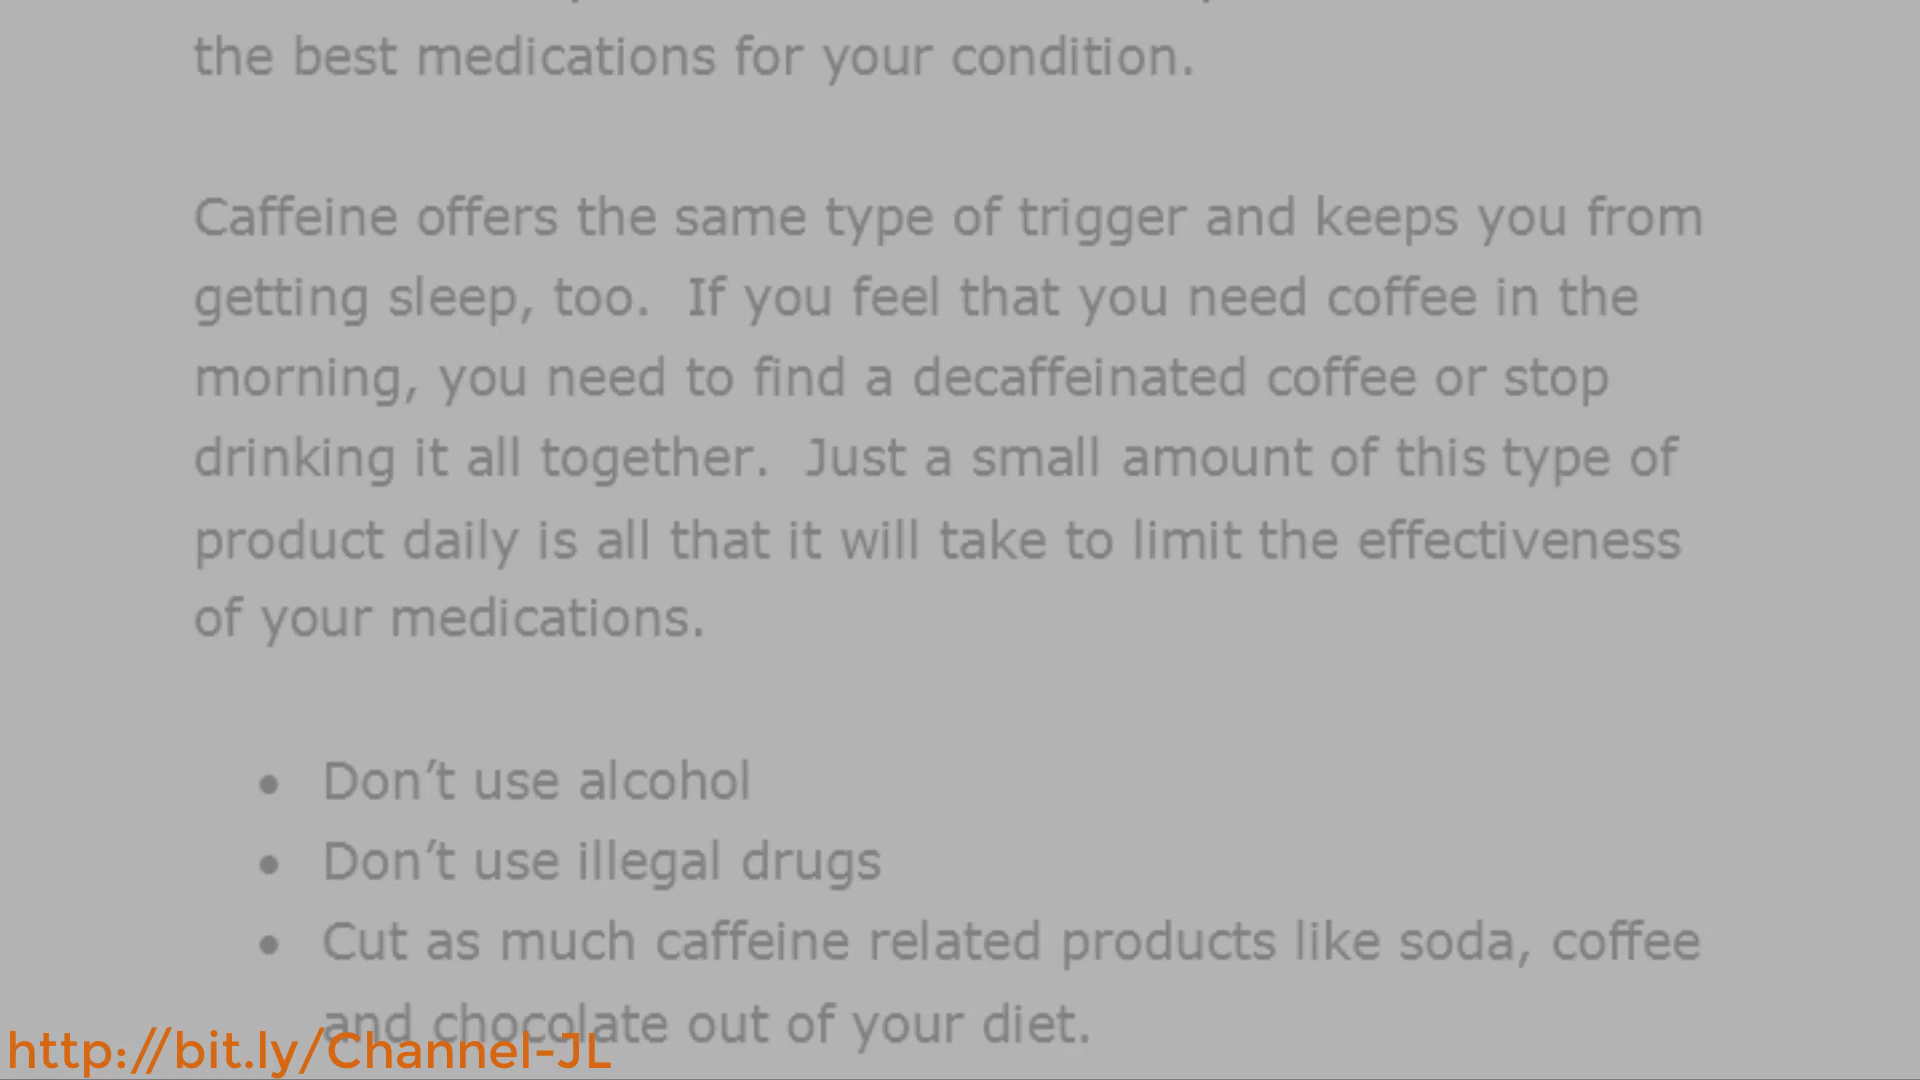 the best medications for your condition.
Caffeine offers the same type of trigger and keeps you from
getting sleep, too.  If you feel that you need coffee in the
morning, you need to find a decaffeinated coffee or stop
drinking it all together.  Just a small amount of this type of
product daily is all that it will take to limit the effectiveness
of your medications.
• Don’t use alcohol
• Don’t use illegal drugs
• Cut as much caffeine related products like soda, coffee
and chocolate out of your diet.
http://bit.ly/Channel-JL